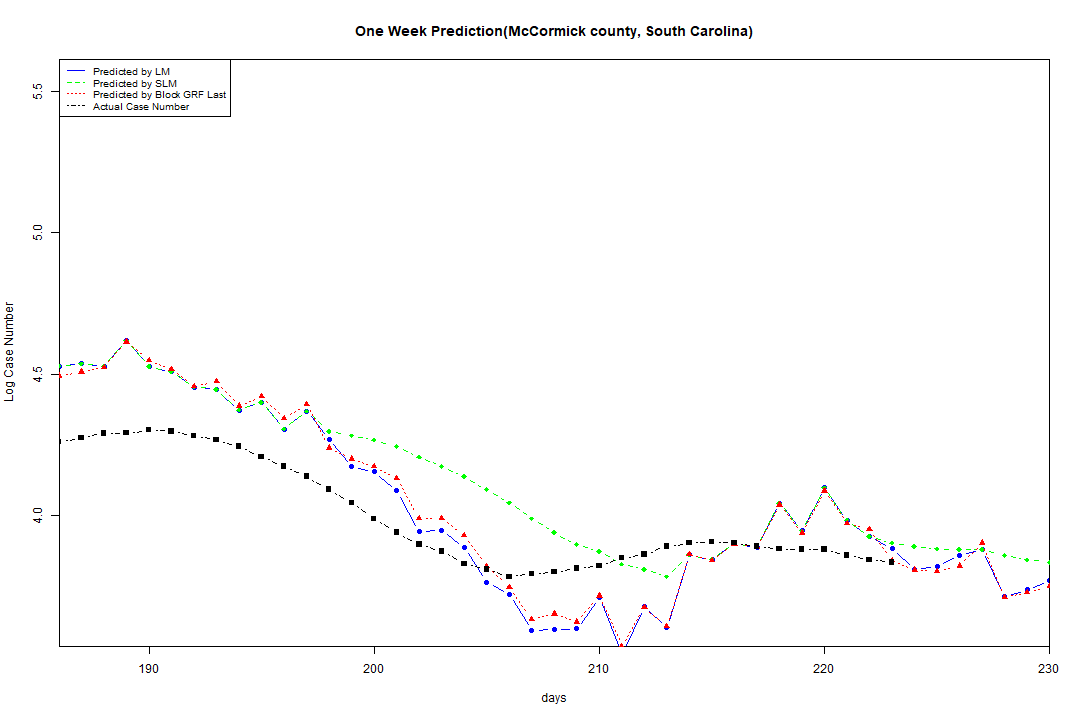 One Week Prediction(McCormick county, South Carolina)
Predicted by LM
Predicted by SLM
Predicted by Block GRF Last
Actual Case Number
5.5
5.0
4.5
4.0
Log Case Number
190 200 210 220 230
days